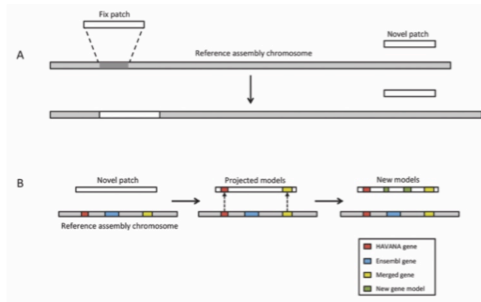 Fix patch
Novel patch
A
Reference assembly chromosome
B
Novel patch
Projected models
New models
Reference assembly chromosome
HAVANA gene
Ensembl gene
Merged gene
New gene model